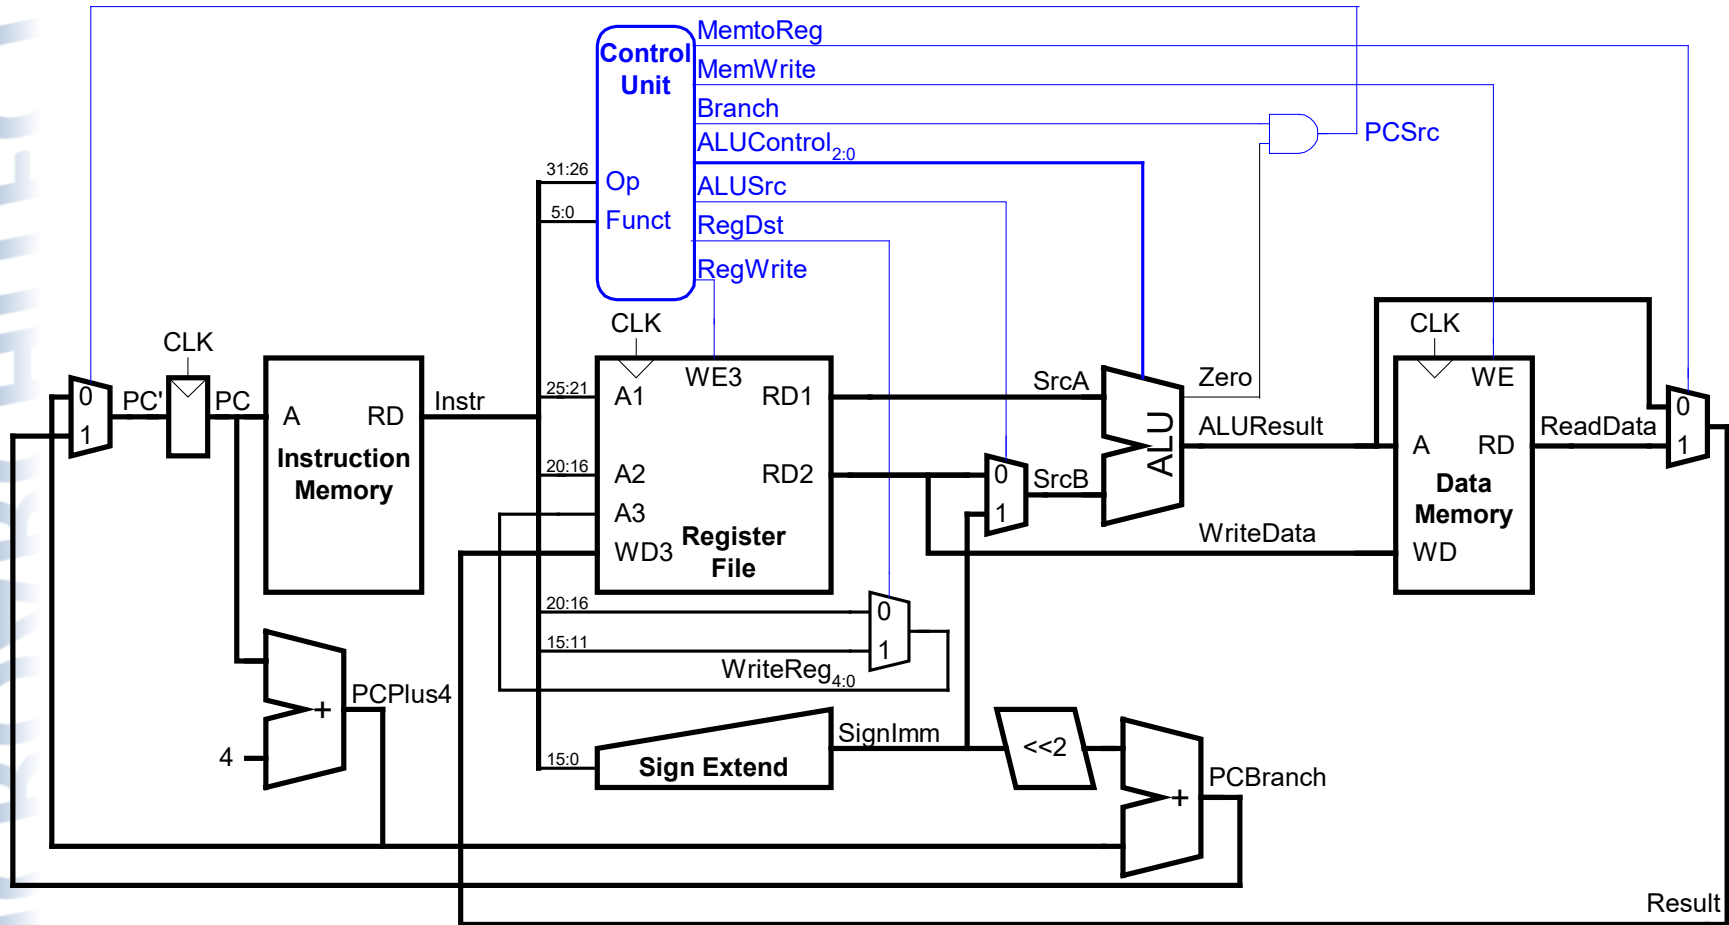 MemtoReg
Control
Unit
MemWrite
Branch
ALUControl2:0
PCSrc
31:26
Op
ALUSrc
5:0
Funct
RegDst
RegWrite
CLK
CLK
CLK
0
1
PC'
PC
A
RD
Instruction
Memory
Instr
25:21
A1
WE3
RD1
SrcA
Zero
ALU
ALUResult
WE
A
RD
ReadData
0
1
20:16
A2
RD2
0
1
SrcB
Data
Memory
A3
Register
File
WD3
WriteData
WD
20:16
0
15:11
1
WriteReg4:0
PCPlus4
+
4
SignImm
15:0
Sign Extend
<<2
PCBranch
+
Result